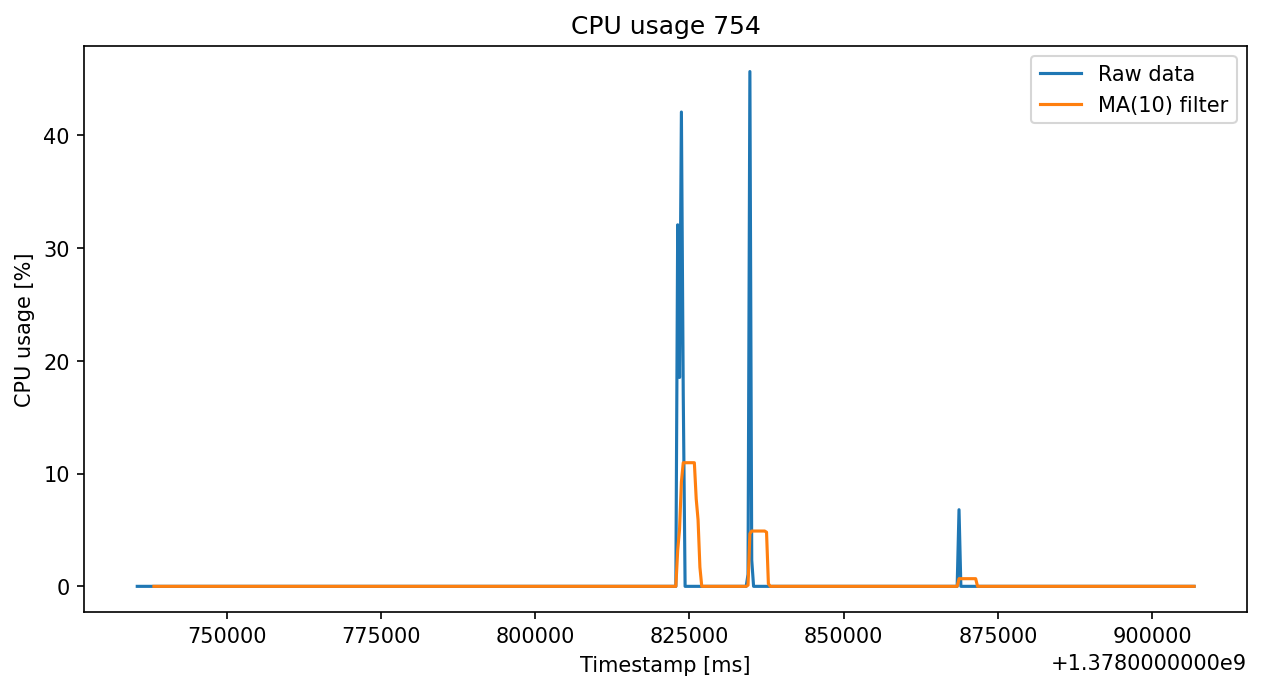 CPU usage 754
Raw data
MA(10) filter
CPU usage [%]
40
30
20
10
0
750000 775000 800000 825000 850000 875000 900000
Timestamp [ms]
+1.3780000000e9